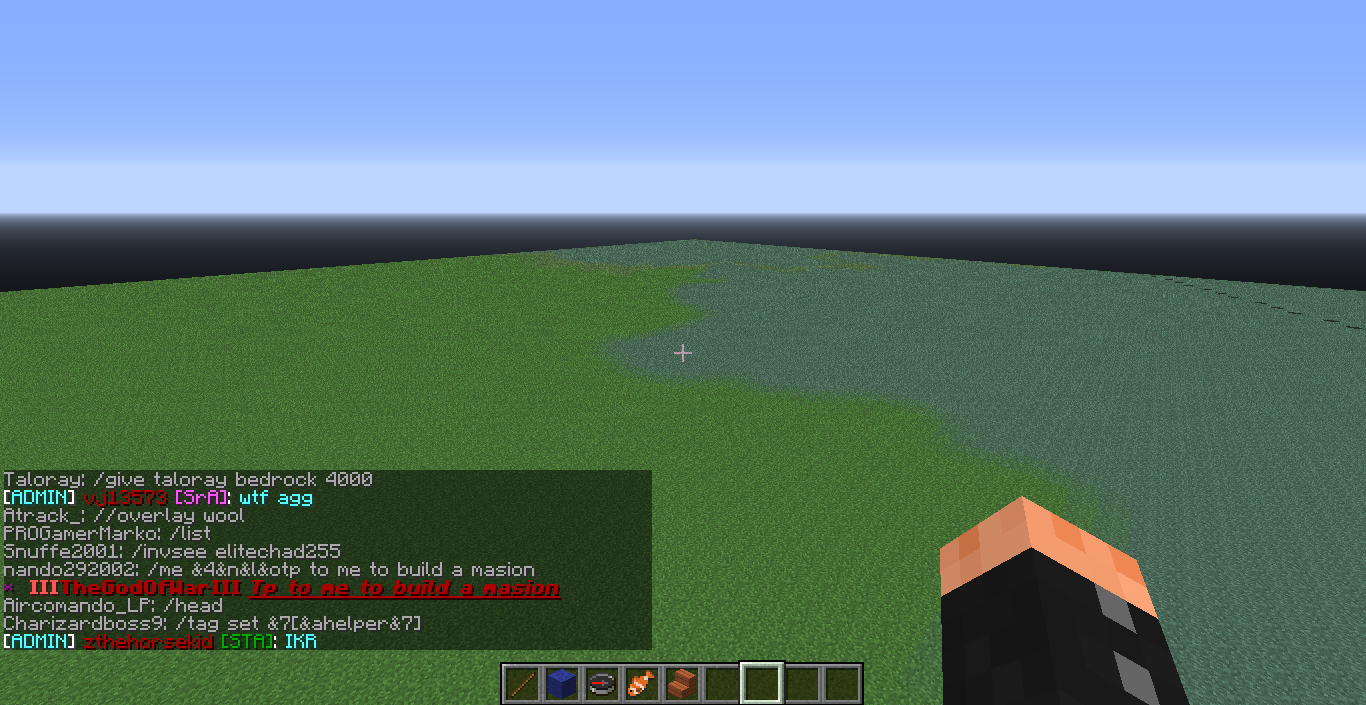 Taloray: /give taloray bedrock 4000
[ADMIN] vji13573 [SrA]: wtf agg
Atrack_: //overlay wool
PROGamerMarko: /list
Snuffe2001: /invsee elitechad255
nando292002: /me &4&n&l&otp to me to build a masion
* IIITheGodOfWarIII Tp to me to build a masion
Aircomando_LP: /head
Charizardboss9: /tag set &7[&ahelper&7]
[ADMIN] zthehorsekid [STA]: IKR